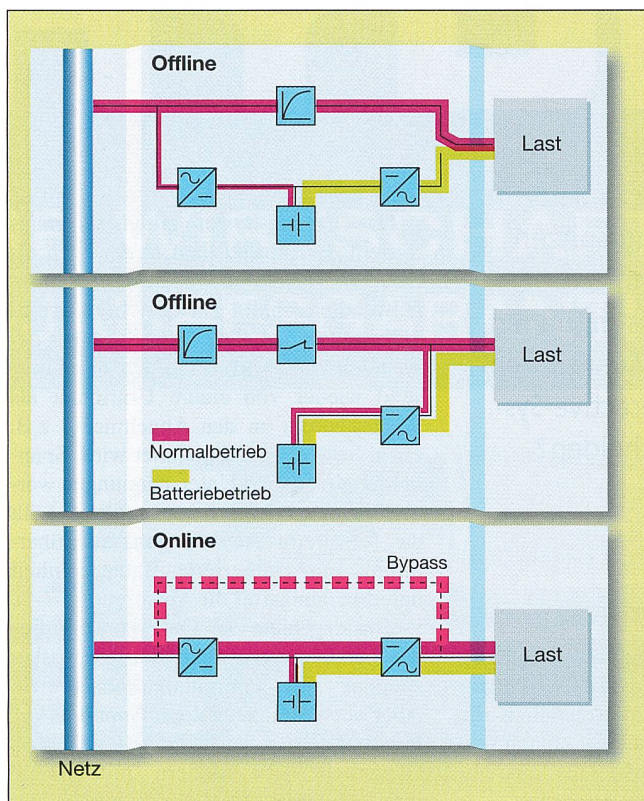 Offline
Last
Offline
Last
Normalbetrieb
Batteriebetrieb
Online
Bypass
Last
Netz